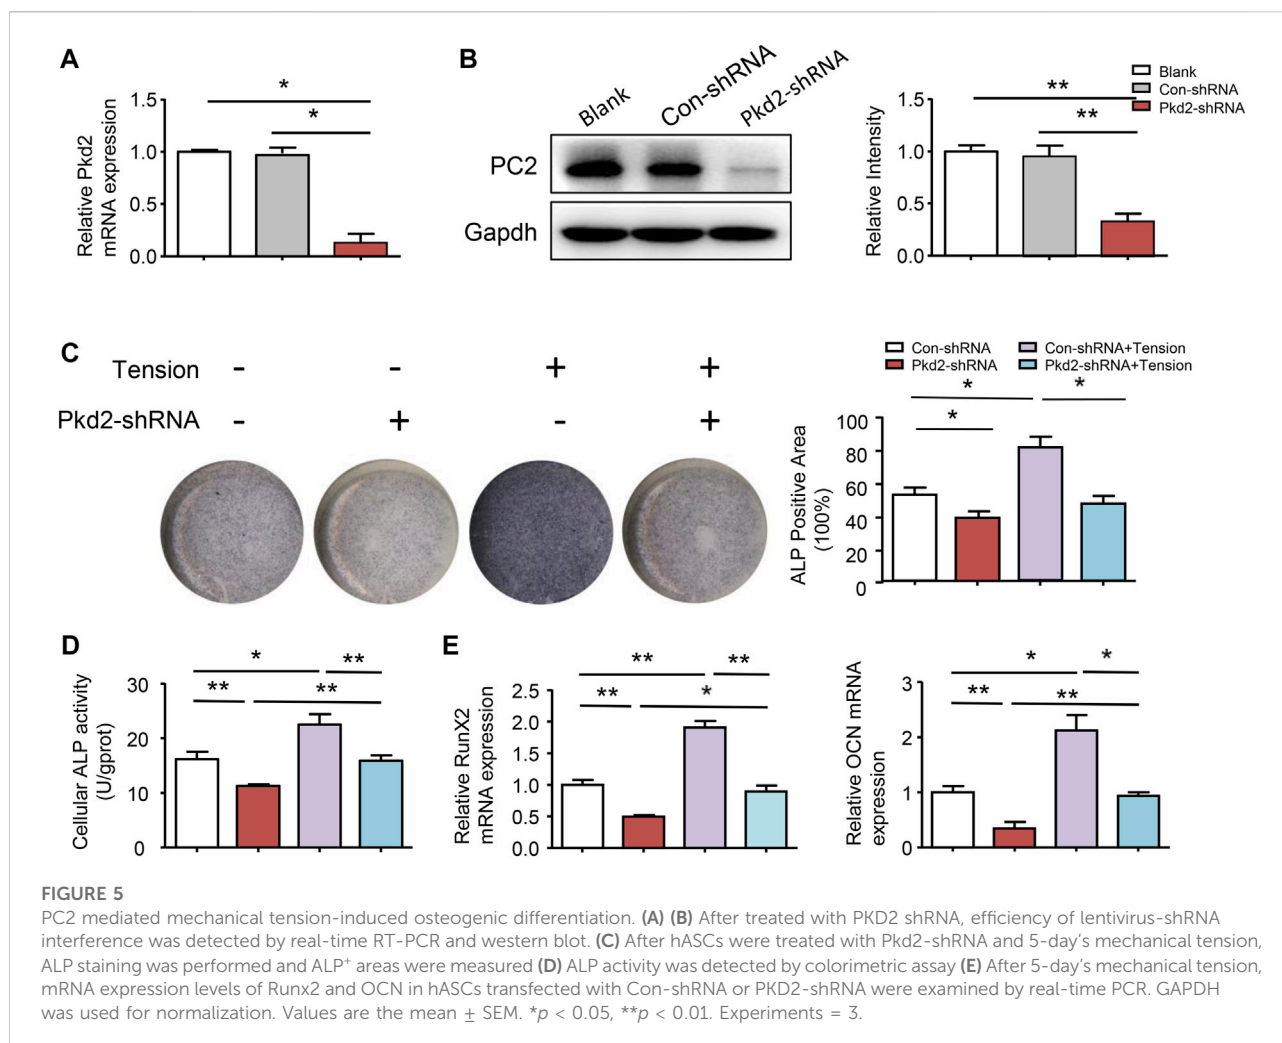 A
Relative Pkd2
mRNA expression
1.5
1.0
0.5
0.0
*
*
B
Blank
Con-shRNA
Pkd2-shRNA
PC2
Gapdh
Relative Intensity
1.5
1.0
0.5
0.0
**
**
Blank
Con-shRNA
Pkd2-shRNA
C
Tension - - + +
Pkd2-shRNA - + - +
Con-shRNA
Pkd2-shRNA
Con-shRNA+Tension
Pkd2-shRNA+Tension
ALP Positive Area
(100%)
100
80
60
40
20
0
*
*
*
D
Cellular ALP activity
(U/gprot)
30
20
10
0
*
**
**
**
E
Relative RunX2
mRNA expression
2.5
2.0
1.5
1.0
0.5
0.0
**
**
**
*
Relative OCN mRNA
expression
3
2
1
0
*
*
**
**
FIGURE 5
PC2 mediated mechanical tension-induced osteogenic differentiation. (A) (B) After treated with PKD2 shRNA, efficiency of lentivirus-shRNA
interference was detected by real-time RT-PCR and western blot. (C) After hASCs were treated with Pkd2-shRNA and 5-day's mechanical tension,
ALP staining was performed and ALP⁺ areas were measured (D) ALP activity was detected by colorimetric assay (E) After 5-day's mechanical tension,
mRNA expression levels of Runx2 and OCN in hASCs transfected with Con-shRNA or PKD2-shRNA were examined by real-time PCR. GAPDH
was used for normalization. Values are the mean ± SEM. *p < 0.05, **p < 0.01. Experiments = 3.